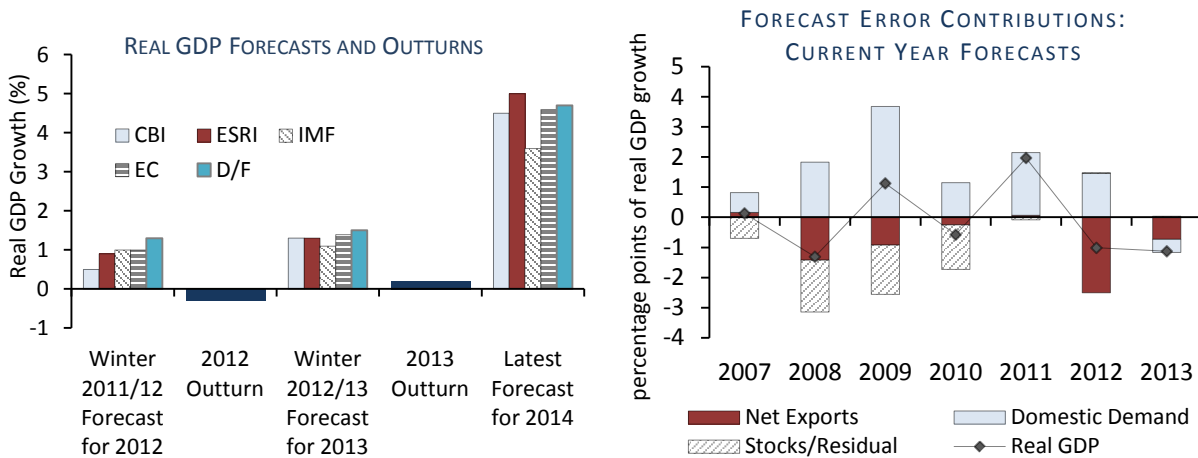 REAL GDP FORECASTS AND OUTTURNS
Real GDP Growth (%)
6
5
4
3
2
1
0
-1
CBI
ESRI
IMF
EC
D/F
Winter
2011/12
Forecast
for 2012
2012
Outturn
Winter
2012/13
Forecast
for 2013
2013
Outturn
Latest
Forecast
for 2014
FORECAST ERROR CONTRIBUTIONS:
CURRENT YEAR FORECASTS
percentage points of real GDP growth
5
4
3
2
1
0
-1
-2
-3
-4
2007
2008
2009
2010
2011
2012
2013
Net Exports
Domestic Demand
Stocks/Residual
Real GDP